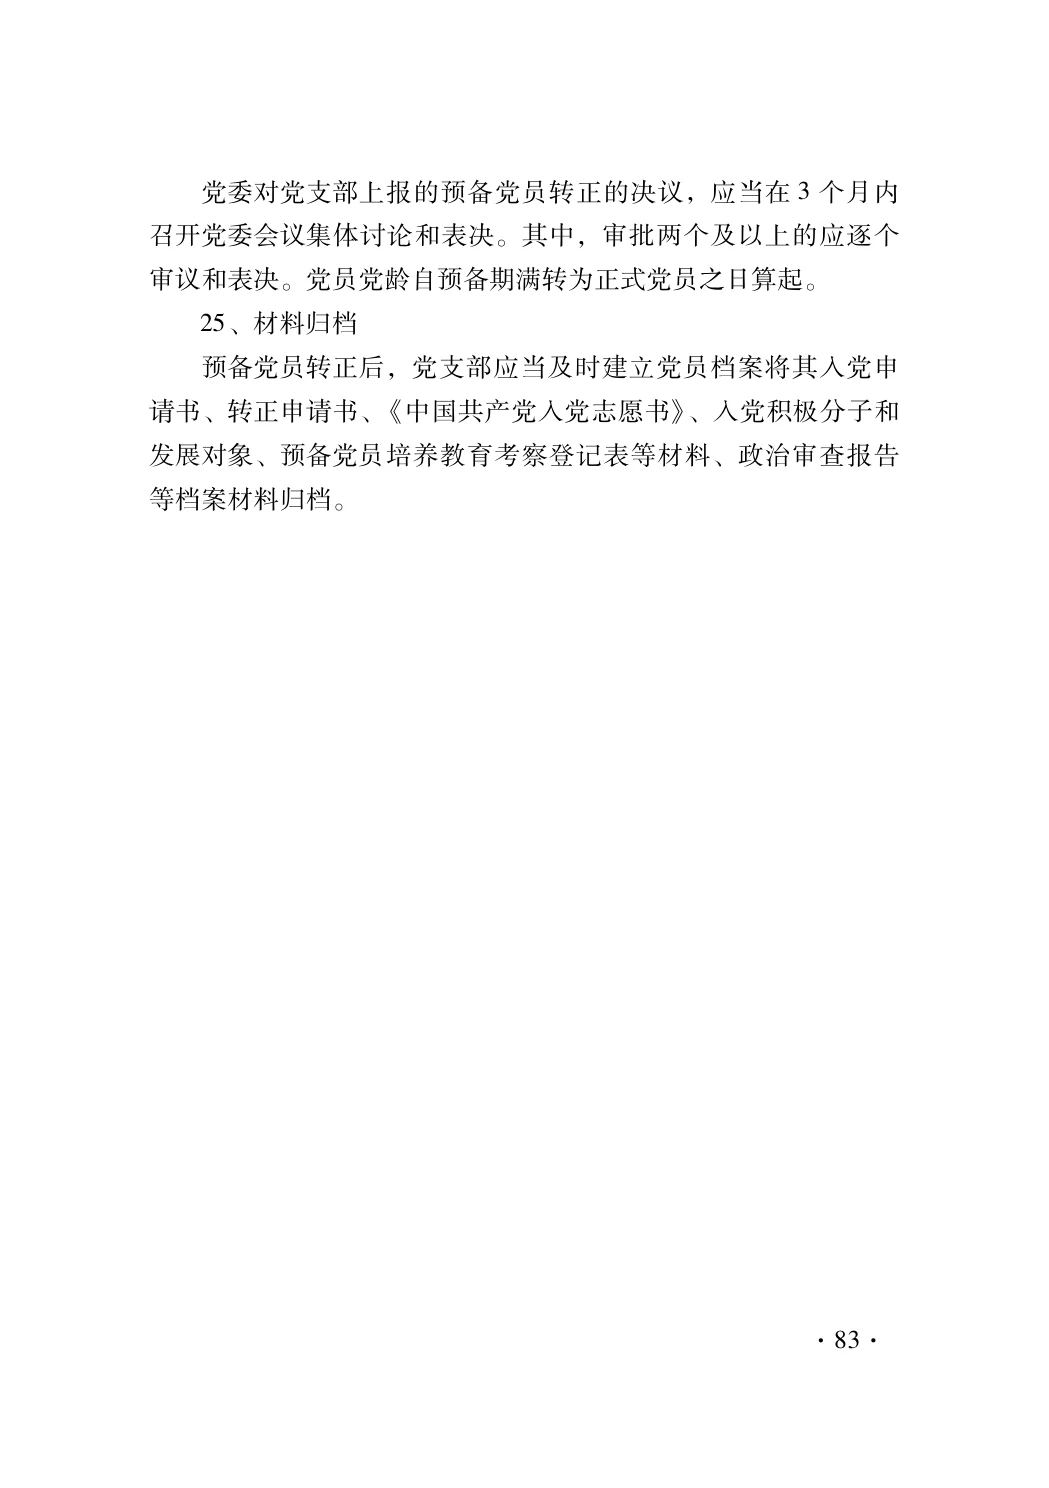 党委对党支部上报的预备党员转正的决议，应当在 3 个月内
召开党委会议集体讨论和表决。其中，审批两个及以上的应逐个
审议和表决。党员党龄自预备期满转为正式党员之日算起。
25、材料归档
预备党员转正后，党支部应当及时建立党员档案将其入党申
请书、转正申请书、《中国共产党入党志愿书》、入党积极分子和
发展对象、预备党员培养教育考察登记表等材料、政治审查报告
等档案材料归档。
·83·